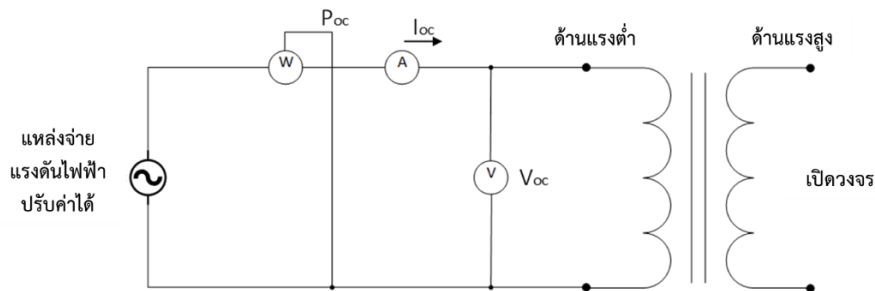 Poc
Ioc
ด้านแรงต่ำ
ด้านแรงสูง
W
A
แหล่งจ่าย
แรงดันไฟฟ้า
ปรับค่าได้
V
Voc
เปิดวงจร